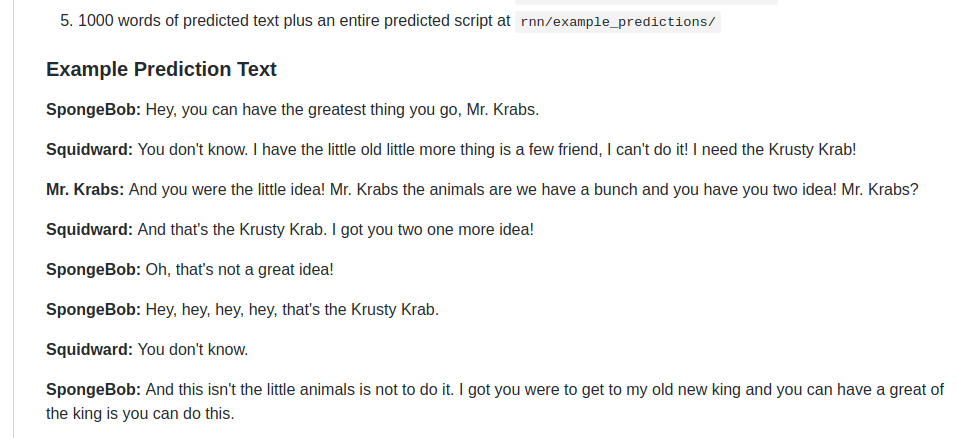 5. 1000 words of predicted text plus an entire predicted script at rnn/example_predictions/
Example Prediction Text
SpongeBob: Hey, you can have the greatest thing you go, Mr. Krabs.
Squidward: You don't know. I have the little old little more thing is a few friend, I can't do it! I need the Krusty Krab!
Mr. Krabs: And you were the little idea! Mr. Krabs the animals are we have a bunch and you have you two idea! Mr. Krabs?
Squidward: And that's the Krusty Krab. I got you two one more idea!
SpongeBob: Oh, that's not a great idea!
SpongeBob: Hey, hey, hey, hey, that's the Krusty Krab.
Squidward: You don't know.
SpongeBob: And this isn't the little animals is not to do it. I got you were to get to my old new king and you can have a great of
the king is you can do this.